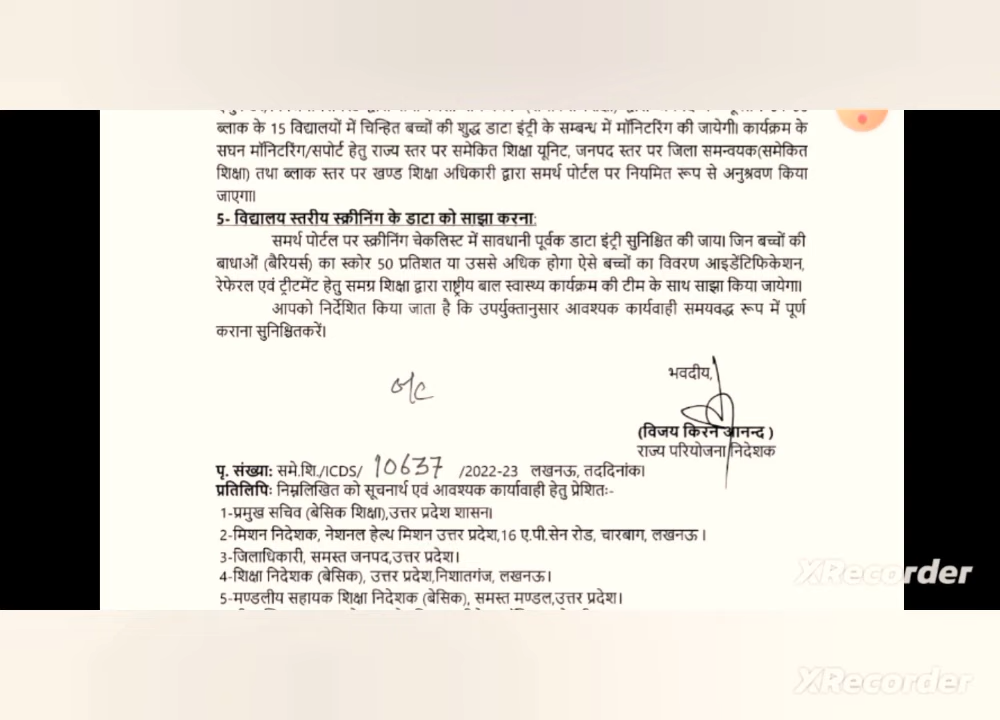 ब्लाक के 15 विद्यालयों में चिन्हित बच्चों की शुद्ध डाटा इंट्री के सम्बन्ध में मॉनिटरिंग की जायेगी। कार्यक्रम के
सघन मॉनिटरिंग/सपोर्ट हेतु राज्य स्तर पर समेकित शिक्षा यूनिट, जनपद स्तर पर जिला समन्वयक(समेकित
शिक्षा) तथा ब्लाक स्तर पर खण्ड शिक्षा अधिकारी द्वारा समर्थ पोर्टल पर नियमित रूप से अनुश्रवण किया
जाएगा।
5- विद्यालय स्तरीय स्क्रीनिंग के डाटा को साझा करना:
समर्थ पोर्टल पर स्क्रीनिंग चेकलिस्ट में सावधानी पूर्वक डाटा इंट्री सुनिश्चित की जाय। जिन बच्चों की
बाधाओं (बैरियर्स) का स्कोर 50 प्रतिशत या उससे अधिक होगा ऐसे बच्चों का विवरण आइडेंटिफिकेशन,
रेफेरल एवं ट्रीटमेंट हेतु समग्र शिक्षा द्वारा राष्ट्रीय बाल स्वास्थ्य कार्यक्रम की टीम के साथ साझा किया जायेगा।
आपको निर्देशित किया जाता है कि उपर्युक्तानुसार आवश्यक कार्यवाही समयवद्ध रूप में पूर्ण
कराना सुनिश्चितकरें।
भवदीय,
(विजय किरन आनन्द )
राज्य परियोजना निदेशक
पृ. संख्याः समे.शि./ICDS/ 10637 /2022-23 लखनऊ, तददिनांक।
प्रतिलिपिः निम्नलिखित को सूचनार्थ एवं आवश्यक कार्यावाही हेतु प्रेशितः-
1-प्रमुख सचिव (बेसिक शिक्षा),उत्तर प्रदेश शासन।
2-मिशन निदेशक, नेशनल हेल्थ मिशन उत्तर प्रदेश,16 ए.पी.सेन रोड, चारबाग, लखनऊ ।
3-जिलाधिकारी, समस्त जनपद,उत्तर प्रदेश।
4-शिक्षा निदेशक (बेसिक), उत्तर प्रदेश,निशातगंज, लखनऊ।
5-मण्डलीय सहायक शिक्षा निदेशक (बेसिक), समस्त मण्डल,उत्तर प्रदेश।
XRecorder
XRecorder